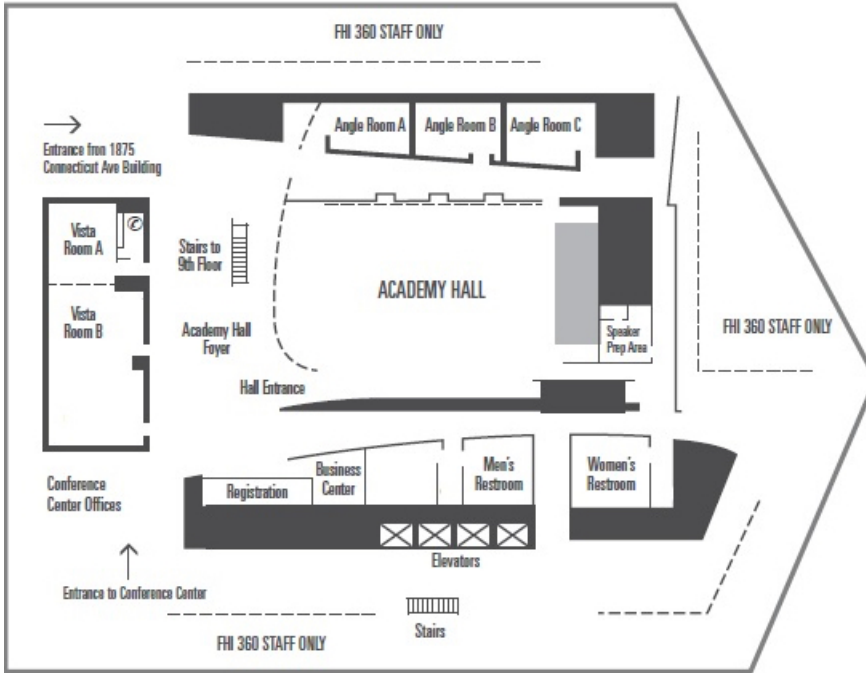 FHI 360 STAFF ONLY
Angle Room A
Angle Room B
Angle Room C
Entrance fron 1875
Connecticut Ave Building
Vista
Room A
Stairs to
9th Floor
ACADEMY HALL
Vista
Room B
Academy Hall
Foyer
Speaker
Prep Area
FHI 360 STAFF ONLY
Hall Entrance
Conference
Center Offices
Registration
Business
Center
Men's
Restroom
Women's
Restroom
Elevators
Entrance to Conference Center
Stairs
FHI 360 STAFF ONLY